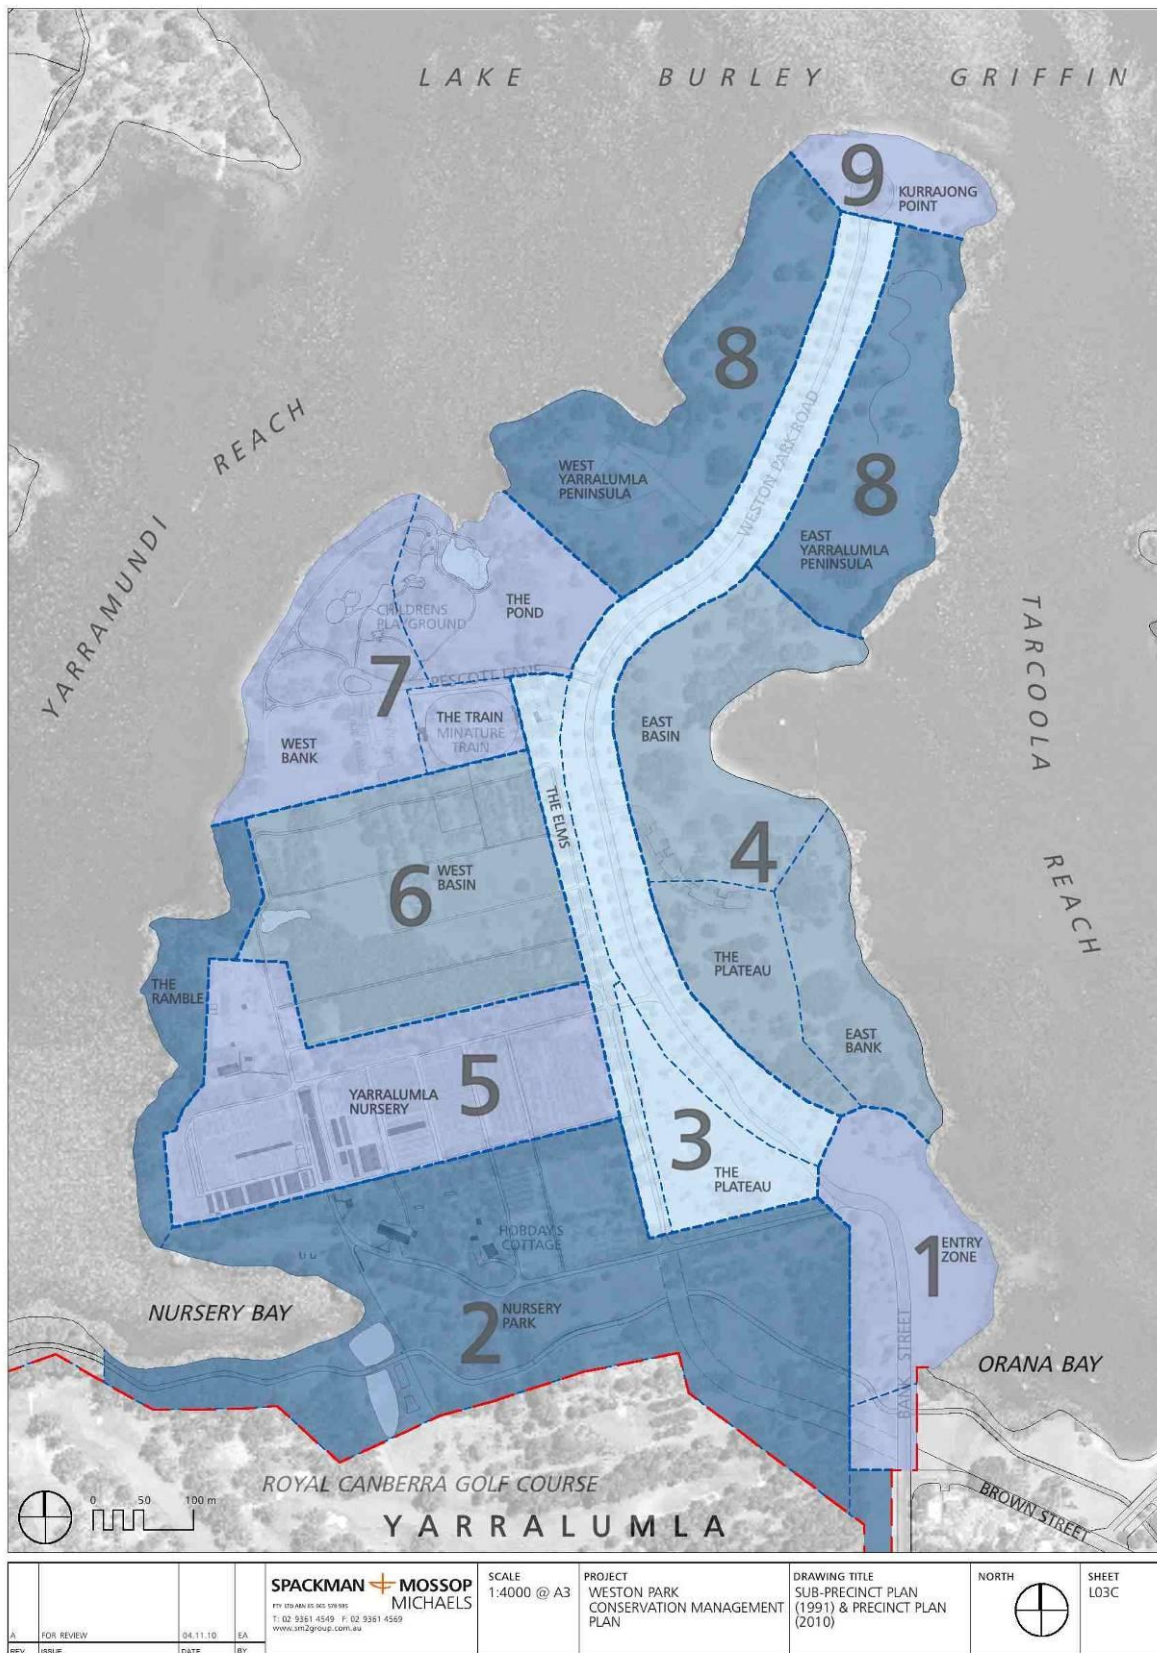 LAKE BURLEY GRIFFIN
9
KURRAJONG
POINT
8
REACH
YARRAMUNDI
WESTON PARK ROAD
WEST
YARRALUMLA
PENINSULA
8
EAST
YARRALUMLA
PENINSULA
THE
POND
CHILDRENS
PLAYGROUND
TARCOOLA
REACH
7
PESCOTT LANE
THE TRAIN
MINATURE
TRAIN
WEST
BANK
EAST
BASIN
THE ELMS
4
6
WEST
BASIN
THE
PLATEAU
THE
RAMBLE
EAST
BANK
5
YARRALUMLA
NURSERY
3
THE
PLATEAU
HOBDAY'S
COTTAGE
1
ENTRY
ZONE
NURSERY BAY
2
NURSERY
PARK
BANK STREET
ORANA BAY
ROYAL CANBERRA GOLF COURSE
YARRALUMLA
BROWN STREET
0 50 100 m
SPACKMAN MOSSOP
MICHAELS
T: 02 9361 4549 F: 02 9361 4569
www.sm2group.com.au
SCALE
1:4000 @ A3
PROJECT
WESTON PARK
CONSERVATION MANAGEMENT
PLAN
DRAWING TITLE
SUB-PRECINCT PLAN
(1991) & PRECINCT PLAN
(2010)
NORTH
SHEET
L03C
A FOR REVIEW 04.11.10 EA
REV ISSUE DATE BY